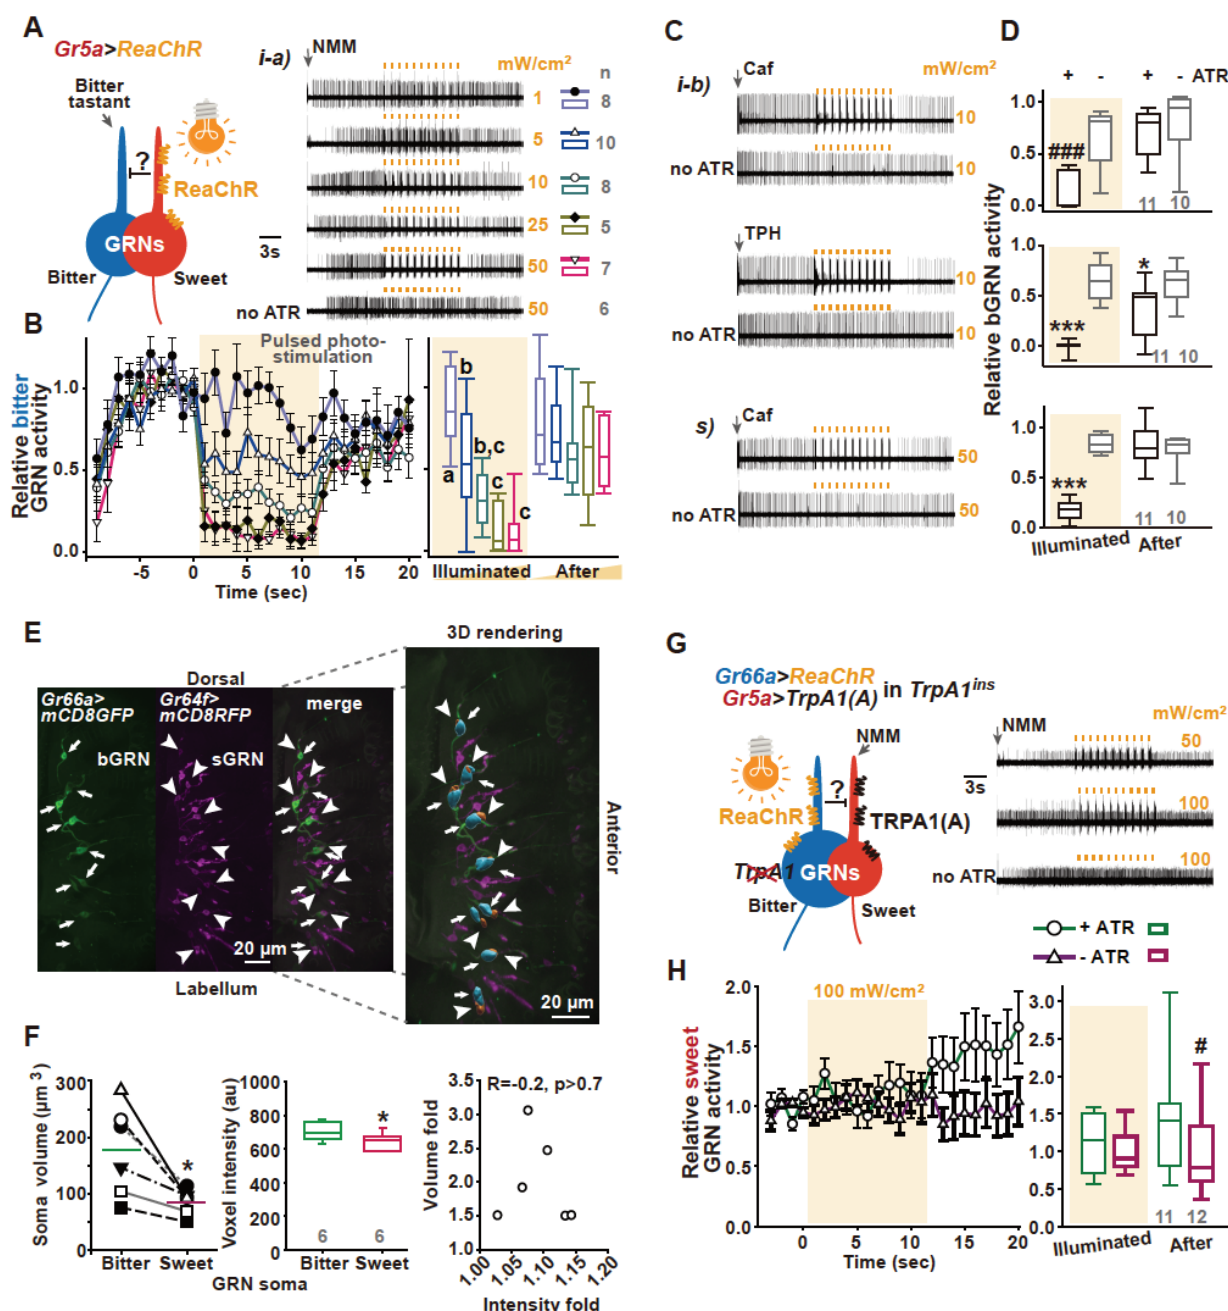 A
Gr5a>ReaChR
Bitter
tastant
?
ReaChR
GRNs
Bitter
Sweet
i-a)
NMM
mW/cm²
n
1
8
5
10
10
8
25
5
50
7
no ATR
50
6
3s
B
Relative bitter
GRN activity
1.0
0.5
0.0
-5
0
5
10
15
20
Time (sec)
Pulsed photo-
stimulation
a
b
b,c
c
c
Illuminated
After
C
i-b)
Caf
mW/cm²
10
no ATR
10
TPH
10
no ATR
10
s)
Caf
50
no ATR
50
D
+
-
+
-
ATR
Relative bGRN activity
1.0
0.5
0.0
###
11
10
1.0
0.5
0.0
***
*
11
10
1.0
0.5
0.0
***
11
10
Illuminated
After
E
Dorsal
Gr66a>
mCD8GFP
bGRN
Gr64f>
mCD8RFP
sGRN
merge
20 µm
Labellum
3D rendering
20 µm
Anterior
F
Soma volume (µm³)
300
200
100
0
*
Bitter
Sweet
GRN soma
Voxel intensity (au)
1000
800
600
400
200
0
*
6
6
Bitter
Sweet
Volume fold
3.5
3.0
2.5
2.0
1.5
1.0
R=-0.2, p>0.7
1.00
1.05
1.10
1.15
1.20
Intensity fold
G
Gr66a>ReaChR
Gr5a>TrpA1(A) in TrpA1ins
NMM
?
ReaChR
TRPA1(A)
TrpA1
GRNs
Bitter
Sweet
NMM
mW/cm²
50
3s
100
no ATR
100
+ ATR
- ATR
H
Relative sweet
GRN activity
2.0
1.5
1.0
0.5
0.0
100 mW/cm²
0
5
10
15
20
Time (sec)
3.0
2.5
2.0
1.5
1.0
0.5
0.0
#
11
12
Illuminated
After